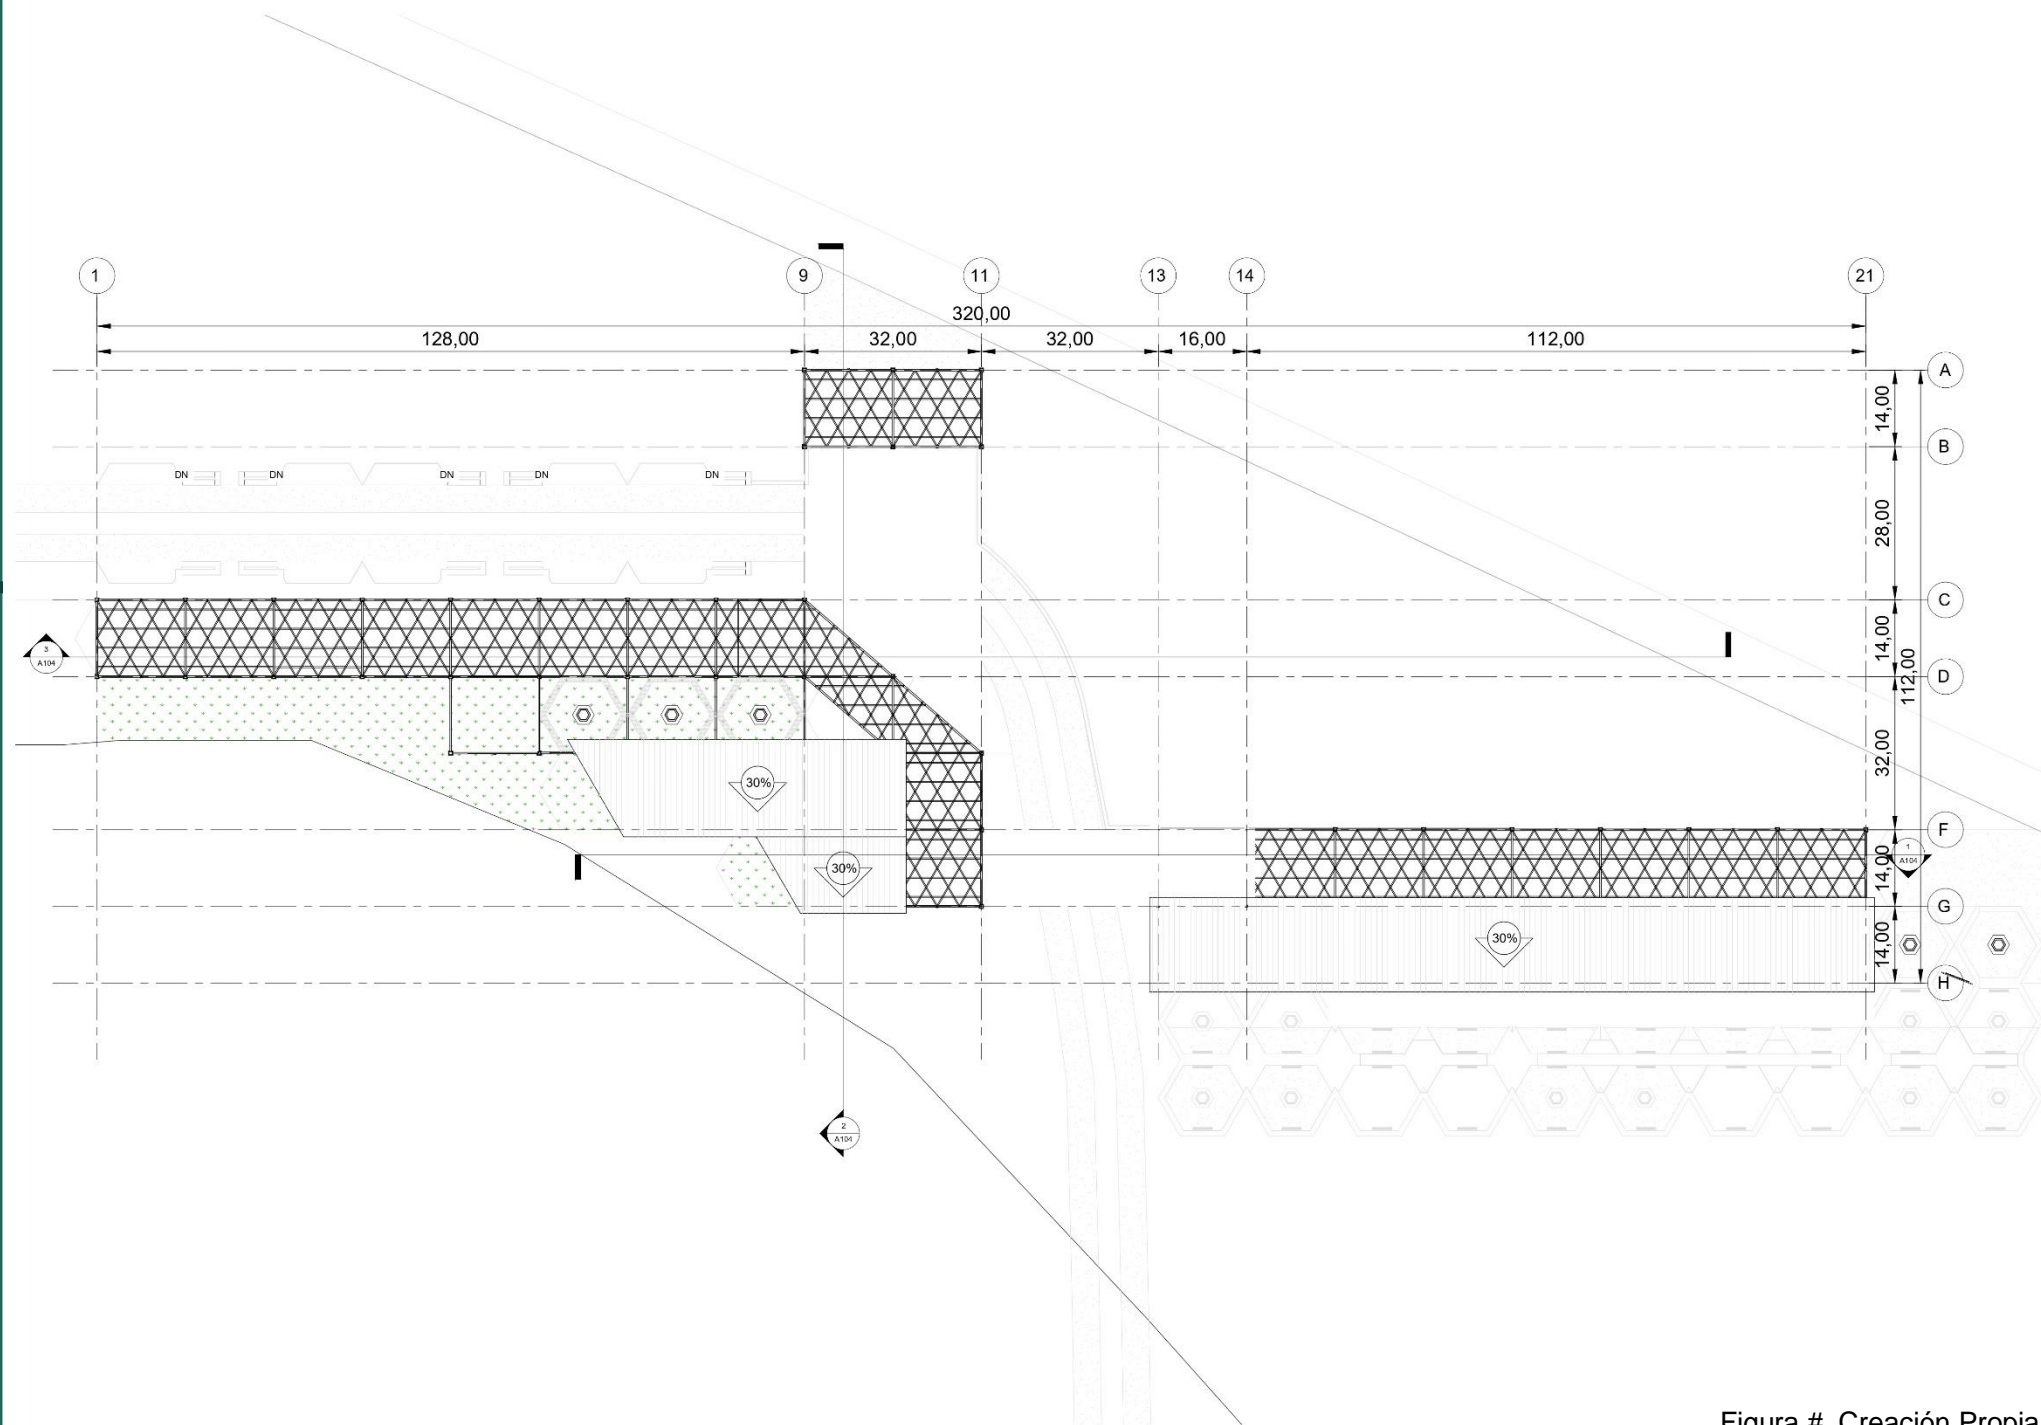 1
9
11
13
14
21
320,00
128,00
32,00
32,00
16,00
112,00
A
14,00
B
DN
DN
DN
DN
DN
28,00
C
14,00
3
A104
112,00
D
32,00
30%
F
1
A104
14,00
30%
G
30%
14,00
H
2
A104
Figura #. Creación Propia